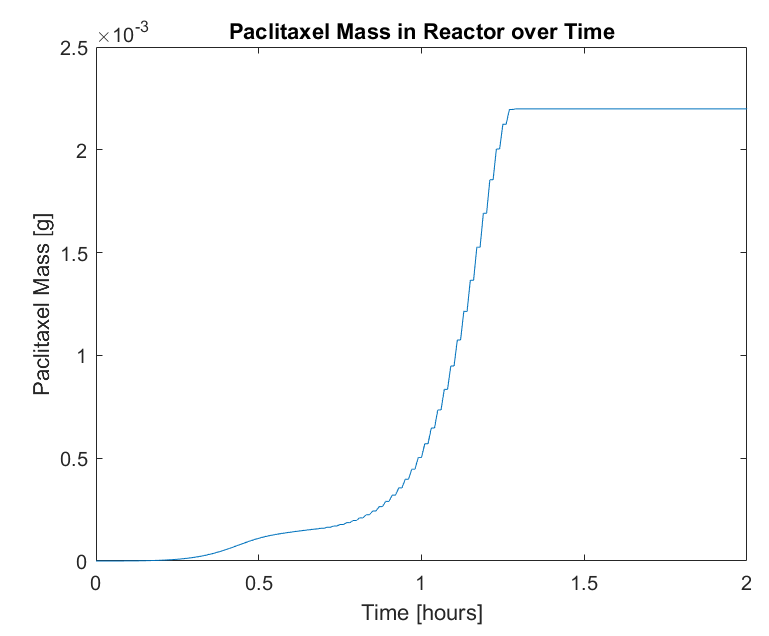 Paclitaxel Mass in Reactor over Time
×10⁻³
2.5
2
1.5
1
0.5
0
Paclitaxel Mass [g]
0 0.5 1 1.5 2
Time [hours]